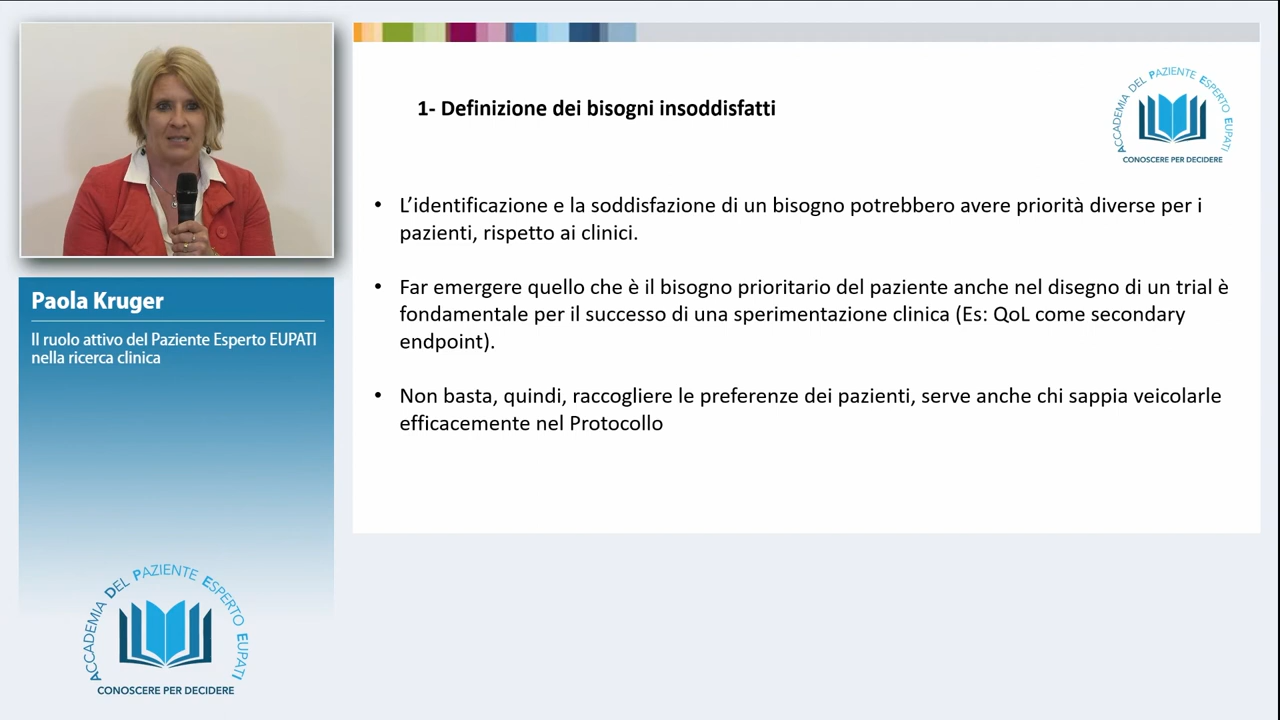 Paola Kruger
Il ruolo attivo del Paziente Esperto EUPATI
nella ricerca clinica
ACCADEMIA DEL PAZIENTE ESPERTO EUPATI
CONOSCERE PER DECIDERE
1- Definizione dei bisogni insoddisfatti
ACCADEMIA DEL PAZIENTE ESPERTO EUPATI
CONOSCERE PER DECIDERE
• L’identificazione e la soddisfazione di un bisogno potrebbero avere priorità diverse per i
pazienti, rispetto ai clinici.
• Far emergere quello che è il bisogno prioritario del paziente anche nel disegno di un trial è
fondamentale per il successo di una sperimentazione clinica (Es: QoL come secondary
endpoint).
• Non basta, quindi, raccogliere le preferenze dei pazienti, serve anche chi sappia veicolarle
efficacemente nel Protocollo